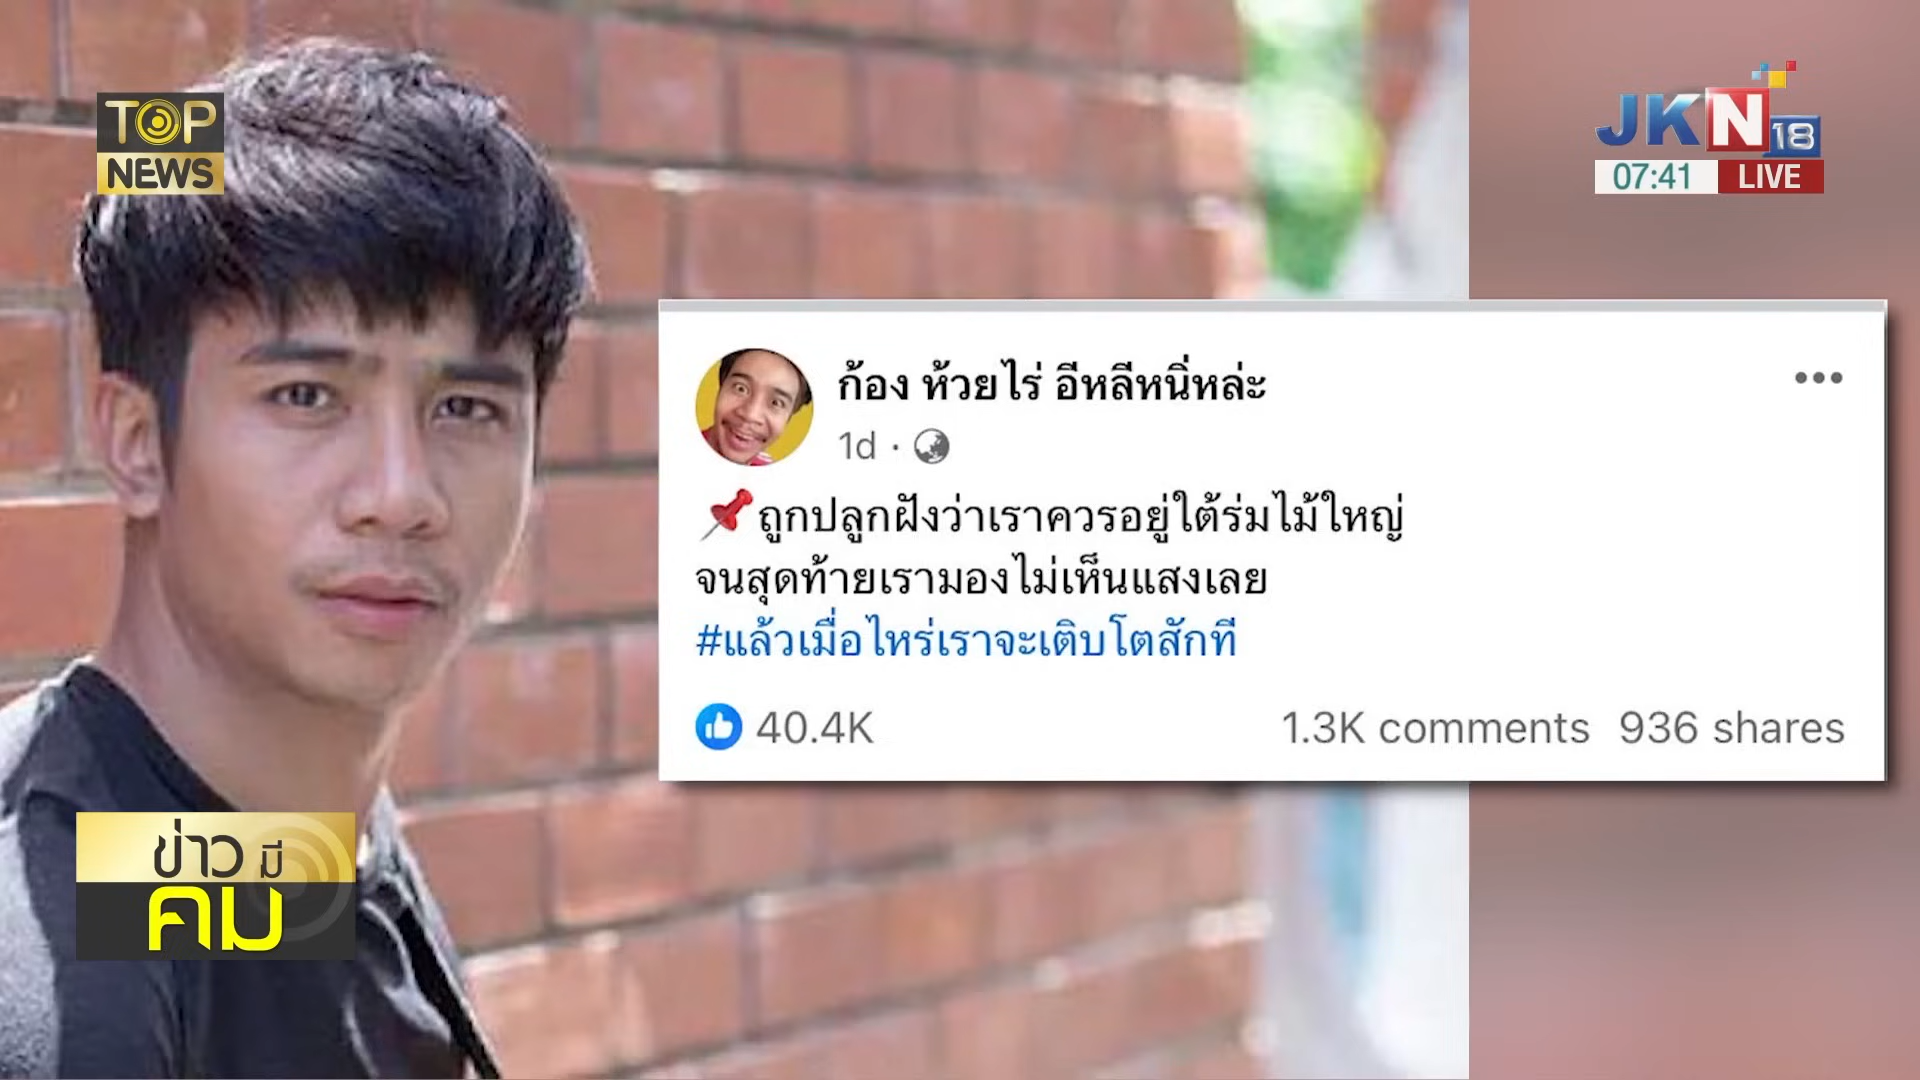 TOP
NEWS
JKN18
07:41 LIVE
ก้อง ห้วยไร่ อีหลีหนิ่หล่ะ
1d ·
📌ถูกปลูกฝังว่าเราควรอยู่ใต้ร่มไม้ใหญ่
จนสุดท้ายเรามองไม่เห็นแสงเลย
#แล้วเมื่อไหร่เราจะเติบโตสักที
40.4K 1.3K comments 936 shares
ข่าวมี
คม